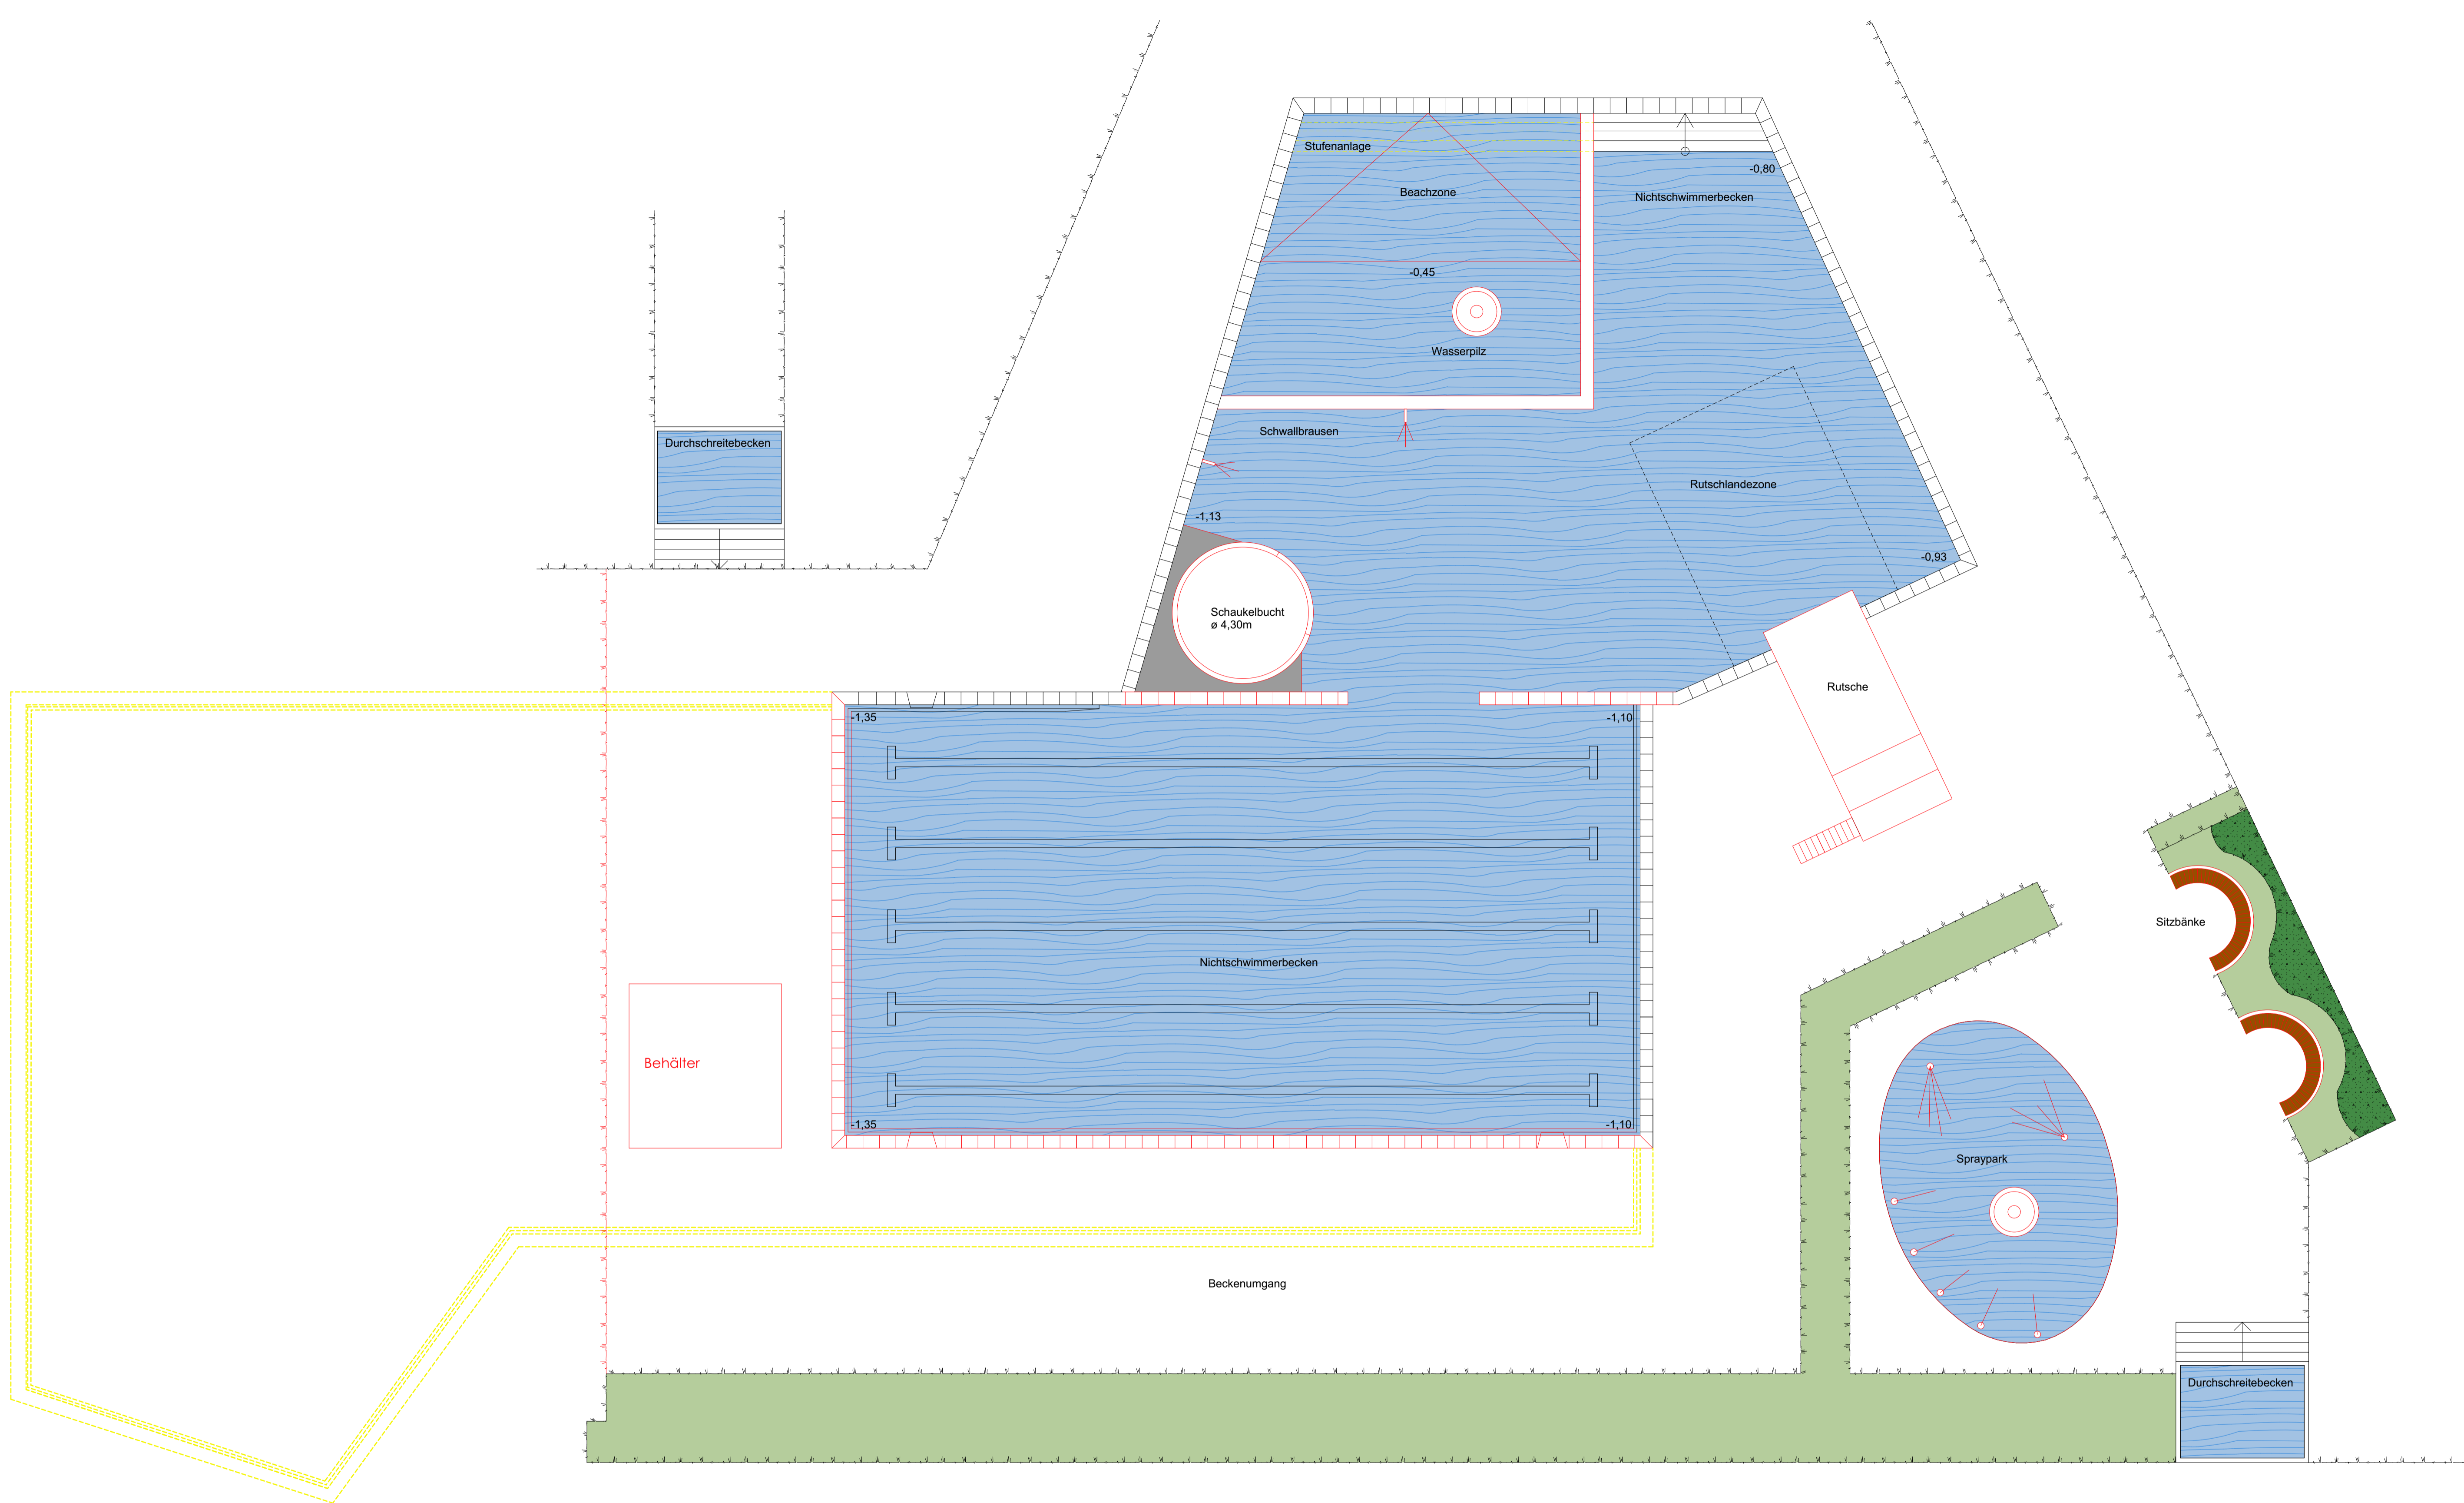 Stufenanlage
-0,80
Beachzone
Nichtschwimmerbecken
-0,45
Wasserpilz
Schwallbrausen
Durchschreitebecken
Rutschlandezone
-1,13
-0,93
Schaukelbucht
ø 4,30m
Rutsche
-1,35
-1,10
Sitzbänke
Nichtschwimmerbecken
Behälter
-1,35
-1,10
Spraypark
Beckenumgang
Durchschreitebecken